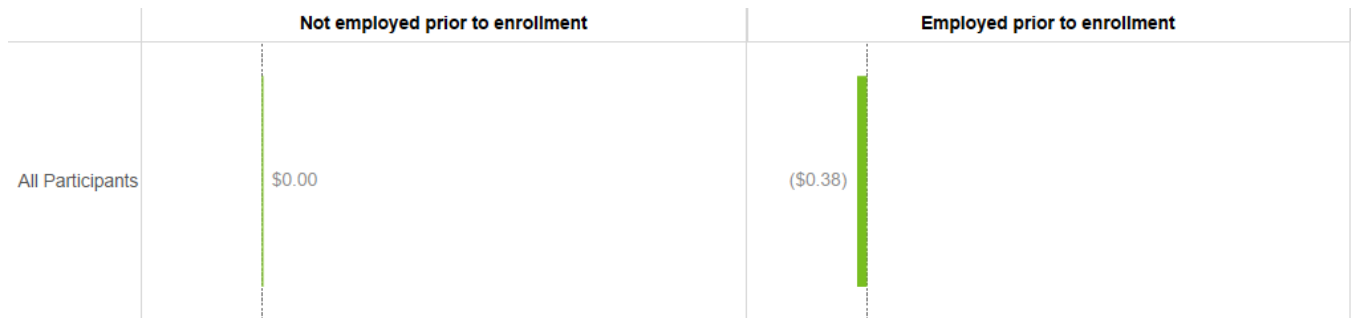 Not employed prior to enrollment
Employed prior to enrollment
All Participants
$0.00
($0.38)